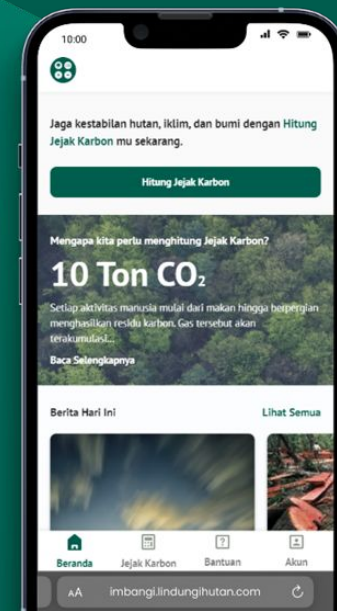 10:00
Jaga kestabilan hutan, iklim, dan bumi dengan Hitung
Jejak Karbon mu sekarang.
Hitung Jejak Karbon
Mengapa kita perlu menghitung Jejak Karbon?
10 Ton CO₂
Setiap aktivitas manusia mulai dari makan hingga berpergian
menghasilkan residu karbon. Gas tersebut akan
terakumulasi...
Baca Selengkapnya
Berita Hari Ini
Lihat Semua
Beranda
Jejak Karbon
Bantuan
Akun
AA
imbangi.lindungihutan.com